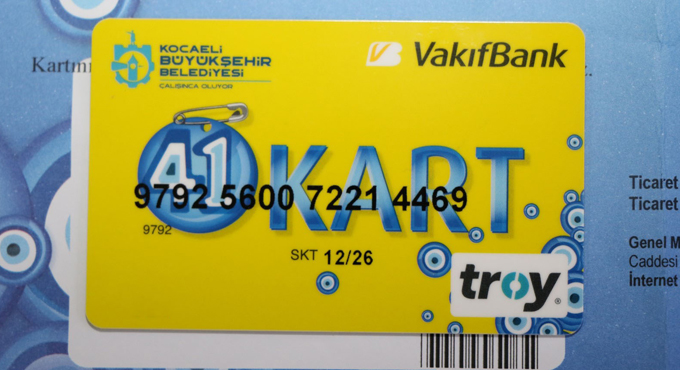 KOCAELİ
BÜYÜKŞEHİR
BELEDİYESİ
ÇALIŞINCA OLUYOR
VakıfBank
41 KART
9792 5600 7221 4469
9792
SKT 12/26
troy
Ticaret
Ticaret
Genel M
Caddesi
İnternet